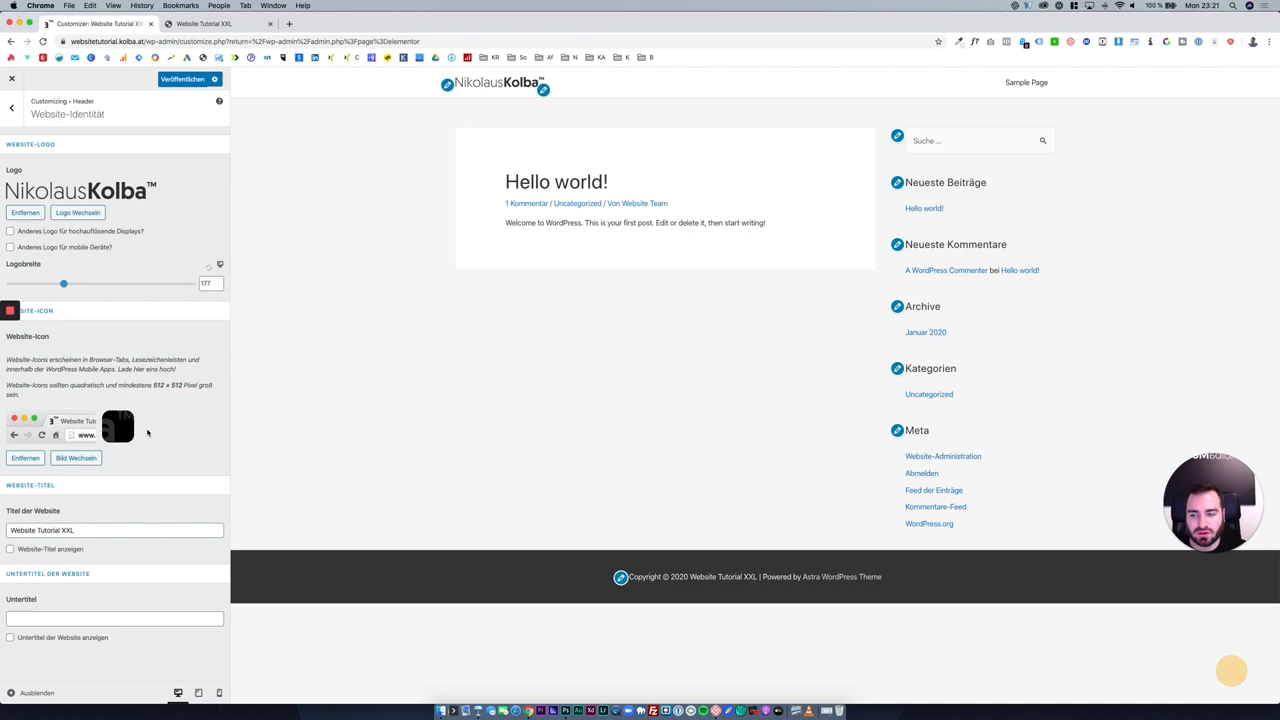 Chrome File Edit View History Bookmarks People Tab Window Help
100 % Mon 23:21
Customizer: Website Tutorial XX
Website Tutorial XXL
websitetutorial.kolba.at/wp-admin/customize.php?return=%2Fwp-admin%2Fadmin.php%3Fpage%3Delementor
C KR So Af N KA K B
Veröffentlichen
Customizing • Header
Website-Identität
WEBSITE-LOGO
Logo
NikolausKolba™
Entfernen Logo Wechseln
Anderes Logo für hochauflösende Displays?
Anderes Logo für mobile Geräte?
Logobreite
177
SITE-ICON
Website-Icon
Website-Icons erscheinen in Browser-Tabs, Lesezeichenleisten und
innerhalb der WordPress Mobile Apps. Lade hier eins hoch!
Website-Icons sollten quadratisch und mindestens 512 × 512 Pixel groß
sein.
Website Tut
www.
Entfernen Bild Wechseln
WEBSITE-TITEL
Titel der Website
Website Tutorial XXL
Website-Titel anzeigen
UNTERTITEL DER WEBSITE
Untertitel
Untertitel der Website anzeigen
Ausblenden
NikolausKolba™
Sample Page
Hello world!
1 Kommentar / Uncategorized / Von Website Team
Welcome to WordPress. This is your first post. Edit or delete it, then start writing!
Suche ...
Neueste Beiträge
Hello world!
Neueste Kommentare
A WordPress Commenter bei Hello world!
Archive
Januar 2020
Kategorien
Uncategorized
Meta
Website-Administration
Abmelden
Feed der Einträge
Kommentare-Feed
WordPress.org
Copyright © 2020 Website Tutorial XXL | Powered by Astra WordPress Theme